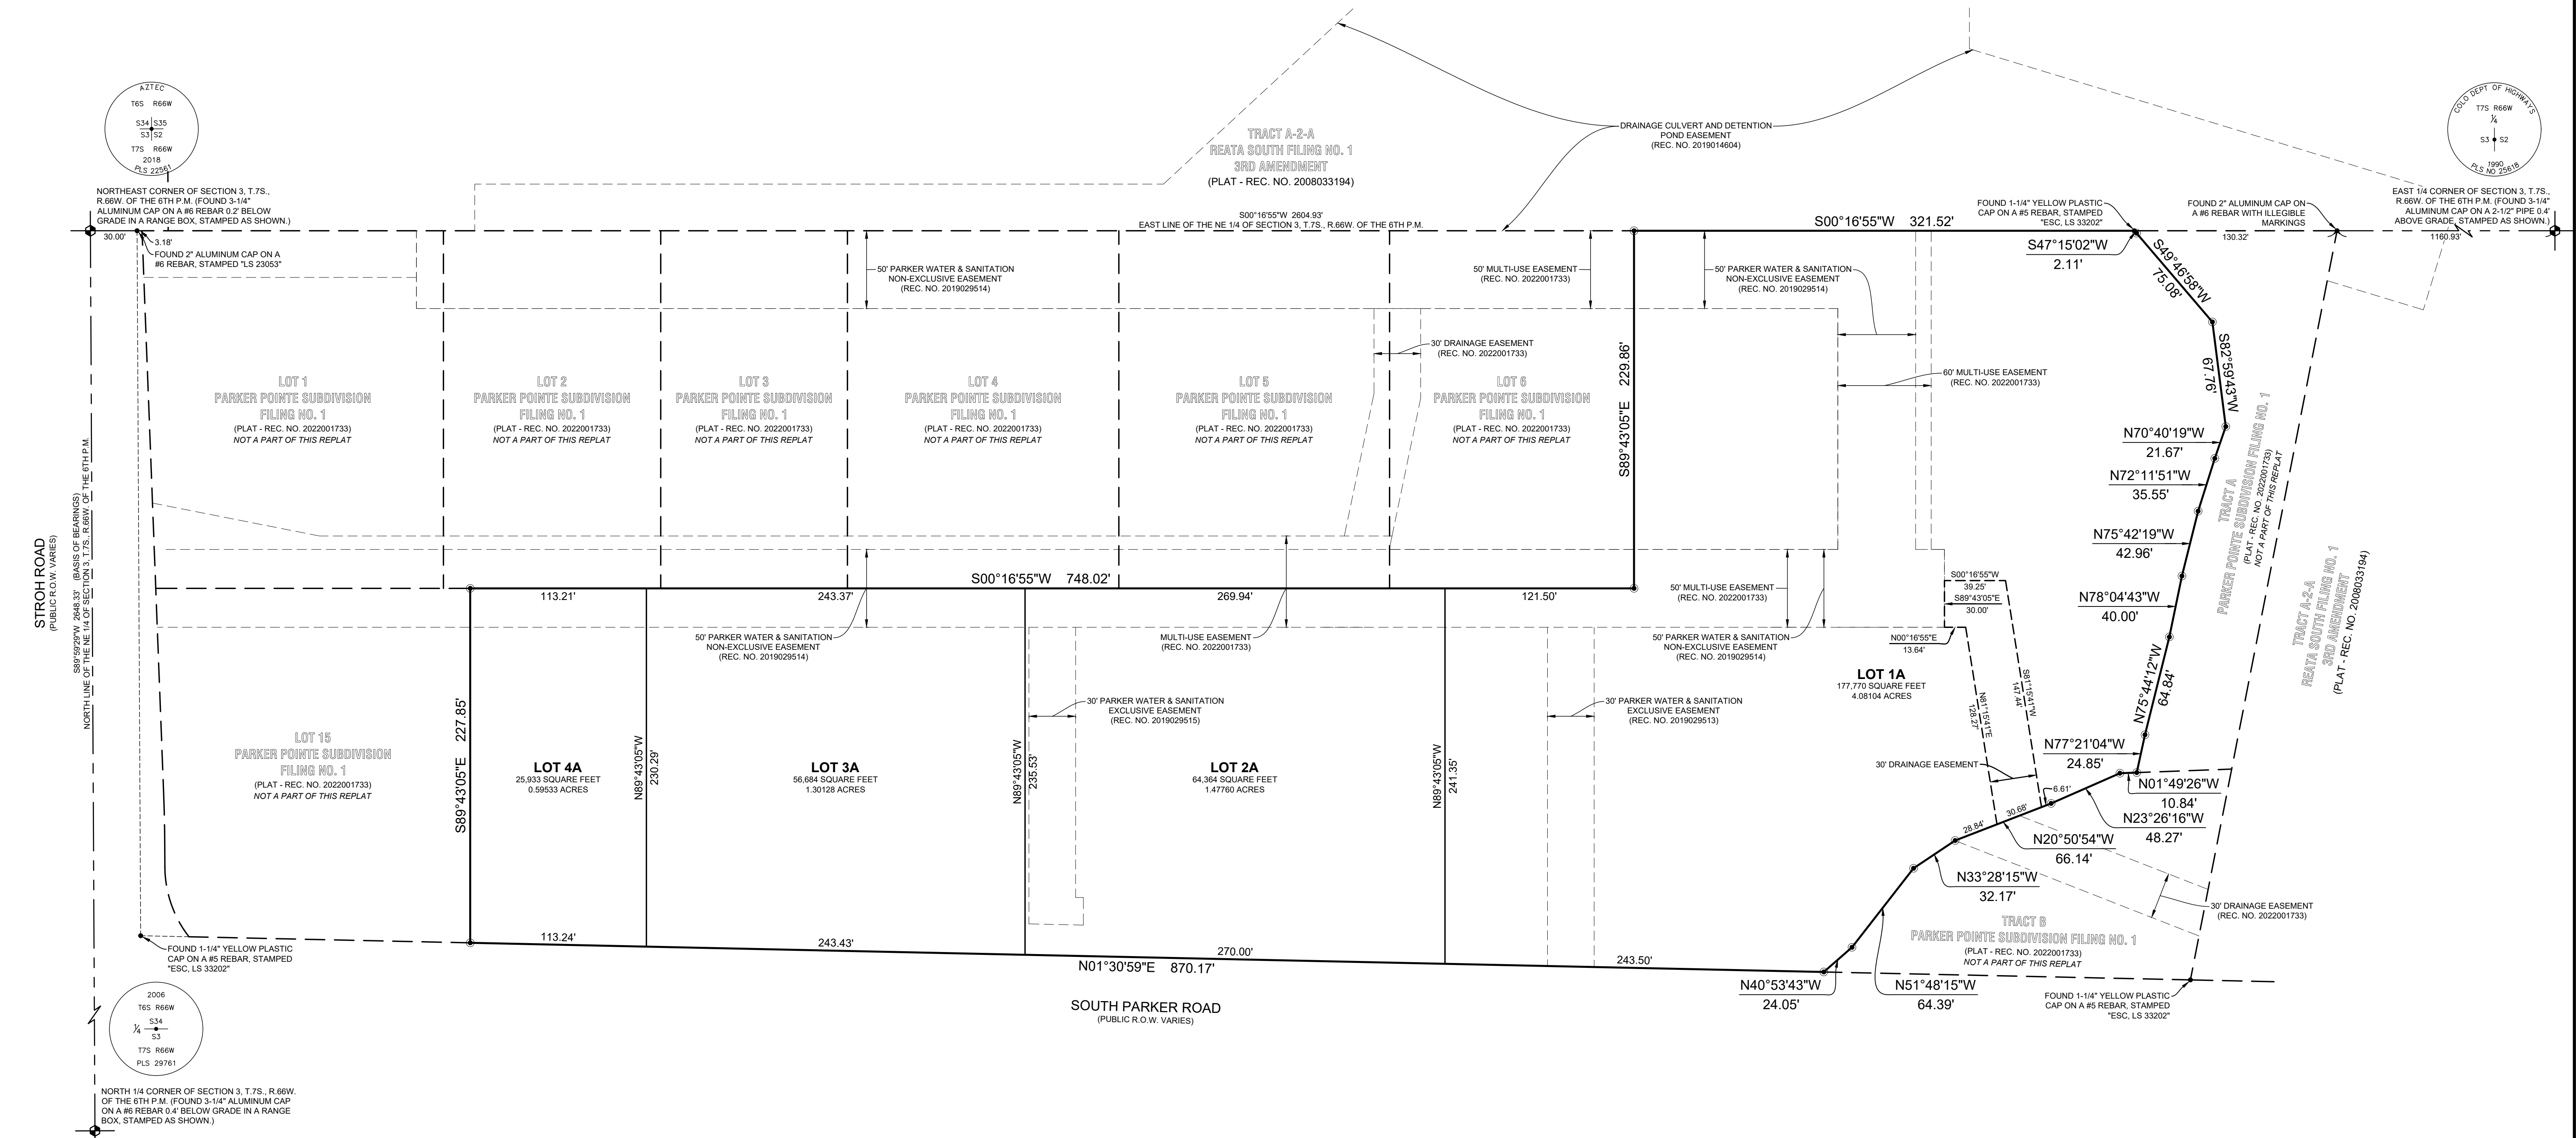 AZTEC
T6S R66W
S34 S35
S3 S2
T7S R66W
2018
PLS 22561
NORTHEAST CORNER OF SECTION 3, T.7S.,
R.66W. OF THE 6TH P.M. (FOUND 3-1/4"
ALUMINUM CAP ON A #6 REBAR 0.2' BELOW
GRADE IN A RANGE BOX, STAMPED AS SHOWN.)
30.00'
3.18'
FOUND 2" ALUMINUM CAP ON A
#6 REBAR, STAMPED "LS 23053"
TRACT A-2-A
REATA SOUTH FILING NO. 1
3RD AMENDMENT
(PLAT - REC. NO. 2008033194)
DRAINAGE CULVERT AND DETENTION
POND EASEMENT
(REC. NO. 2019014604)
S00°16'55"W 2604.93'
EAST LINE OF THE NE 1/4 OF SECTION 3, T.7S., R.66W. OF THE 6TH P.M.
S00°16'55"W 321.52'
FOUND 1-1/4" YELLOW PLASTIC
CAP ON A #5 REBAR, STAMPED
"ESC, LS 33202"
FOUND 2" ALUMINUM CAP ON
A #6 REBAR WITH ILLEGIBLE
MARKINGS
COLO DEPT OF HIGHWAYS
T7S R66W
1/4
S3 S2
1990
PLS NO 25618
EAST 1/4 CORNER OF SECTION 3, T.7S.,
R.66W. OF THE 6TH P.M. (FOUND 3-1/4"
ALUMINUM CAP ON A 2-1/2" PIPE 0.4'
ABOVE GRADE, STAMPED AS SHOWN.)
130.32'
1160.93'
S47°15'02"W
2.11'
S49°46'58"W
75.08'
S82°59'43"W
67.76'
50' PARKER WATER & SANITATION
NON-EXCLUSIVE EASEMENT
(REC. NO. 2019029514)
50' MULTI-USE EASEMENT
(REC. NO. 2022001733)
50' PARKER WATER & SANITATION
NON-EXCLUSIVE EASEMENT
(REC. NO. 2019029514)
30' DRAINAGE EASEMENT
(REC. NO. 2022001733)
60' MULTI-USE EASEMENT
(REC. NO. 2022001733)
LOT 1
PARKER POINTE SUBDIVISION
FILING NO. 1
(PLAT - REC. NO. 2022001733)
NOT A PART OF THIS REPLAT
LOT 2
PARKER POINTE SUBDIVISION
FILING NO. 1
(PLAT - REC. NO. 2022001733)
NOT A PART OF THIS REPLAT
LOT 3
PARKER POINTE SUBDIVISION
FILING NO. 1
(PLAT - REC. NO. 2022001733)
NOT A PART OF THIS REPLAT
LOT 4
PARKER POINTE SUBDIVISION
FILING NO. 1
(PLAT - REC. NO. 2022001733)
NOT A PART OF THIS REPLAT
LOT 5
PARKER POINTE SUBDIVISION
FILING NO. 1
(PLAT - REC. NO. 2022001733)
NOT A PART OF THIS REPLAT
LOT 6
PARKER POINTE SUBDIVISION
FILING NO. 1
(PLAT - REC. NO. 2022001733)
NOT A PART OF THIS REPLAT
S89°43'05"E 229.86'
N70°40'19"W
21.67'
N72°11'51"W
35.55'
N75°42'19"W
42.96'
N78°04'43"W
40.00'
N75°44'12"W
64.84'
N77°21'04"W
24.85'
TRACT A
PARKER POINTE SUBDIVISION FILING NO. 1
(PLAT - REC. NO. 2022001733)
NOT A PART OF THIS REPLAT
TRACT A-2-A
REATA SOUTH FILING NO. 1
3RD AMENDMENT
(PLAT - REC. NO. 2008033194)
STROH ROAD
(PUBLIC R.O.W. VARIES)
S89°59'29"W 2648.33' (BASIS OF BEARINGS)
NORTH LINE OF THE NE 1/4 OF SECTION 3, T.7S., R.66W. OF THE 6TH P.M.
S00°16'55"W 748.02'
113.21'
243.37'
269.94'
121.50'
50' MULTI-USE EASEMENT
(REC. NO. 2022001733)
S00°16'55"W
39.25'
S89°43'05"E
30.00'
N00°16'55"E
13.64'
50' PARKER WATER & SANITATION
NON-EXCLUSIVE EASEMENT
(REC. NO. 2019029514)
MULTI-USE EASEMENT
(REC. NO. 2022001733)
50' PARKER WATER & SANITATION
NON-EXCLUSIVE EASEMENT
(REC. NO. 2019029514)
LOT 1A
177,770 SQUARE FEET
4.08104 ACRES
N81°15'41"E
128.27'
S81°15'41"W
147.44'
30' PARKER WATER & SANITATION
EXCLUSIVE EASEMENT
(REC. NO. 2019029515)
30' PARKER WATER & SANITATION
EXCLUSIVE EASEMENT
(REC. NO. 2019029513)
LOT 15
PARKER POINTE SUBDIVISION
FILING NO. 1
(PLAT - REC. NO. 2022001733)
NOT A PART OF THIS REPLAT
S89°43'05"E 227.85'
LOT 4A
25,933 SQUARE FEET
0.59533 ACRES
N89°43'05"W
230.29'
LOT 3A
56,684 SQUARE FEET
1.30128 ACRES
N89°43'05"W
235.53'
LOT 2A
64,364 SQUARE FEET
1.47760 ACRES
N89°43'05"W
241.35'
30' DRAINAGE EASEMENT
6.61'
30.68'
28.84'
N01°49'26"W
10.84'
N23°26'16"W
48.27'
N20°50'54"W
66.14'
N33°28'15"W
32.17'
30' DRAINAGE EASEMENT
(REC. NO. 2022001733)
TRACT B
PARKER POINTE SUBDIVISION FILING NO. 1
(PLAT - REC. NO. 2022001733)
NOT A PART OF THIS REPLAT
113.24'
243.43'
270.00'
243.50'
N01°30'59"E 870.17'
N40°53'43"W
24.05'
N51°48'15"W
64.39'
FOUND 1-1/4" YELLOW PLASTIC
CAP ON A #5 REBAR, STAMPED
"ESC, LS 33202"
FOUND 1-1/4" YELLOW PLASTIC
CAP ON A #5 REBAR, STAMPED
"ESC, LS 33202"
SOUTH PARKER ROAD
(PUBLIC R.O.W. VARIES)
2006
T6S R66W
S34
1/4
S3
T7S R66W
PLS 29761
NORTH 1/4 CORNER OF SECTION 3, T.7S., R.66W.
OF THE 6TH P.M. (FOUND 3-1/4" ALUMINUM CAP
ON A #6 REBAR 0.4' BELOW GRADE IN A RANGE
BOX, STAMPED AS SHOWN.)